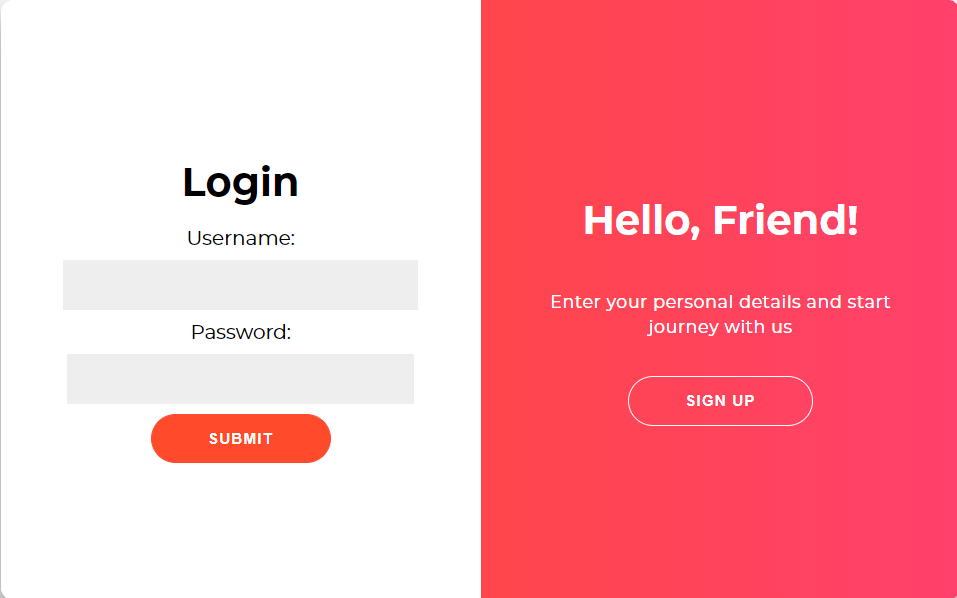 Login
Username:
Password:
SUBMIT
Hello, Friend!
Enter your personal details and start
journey with us
SIGN UP